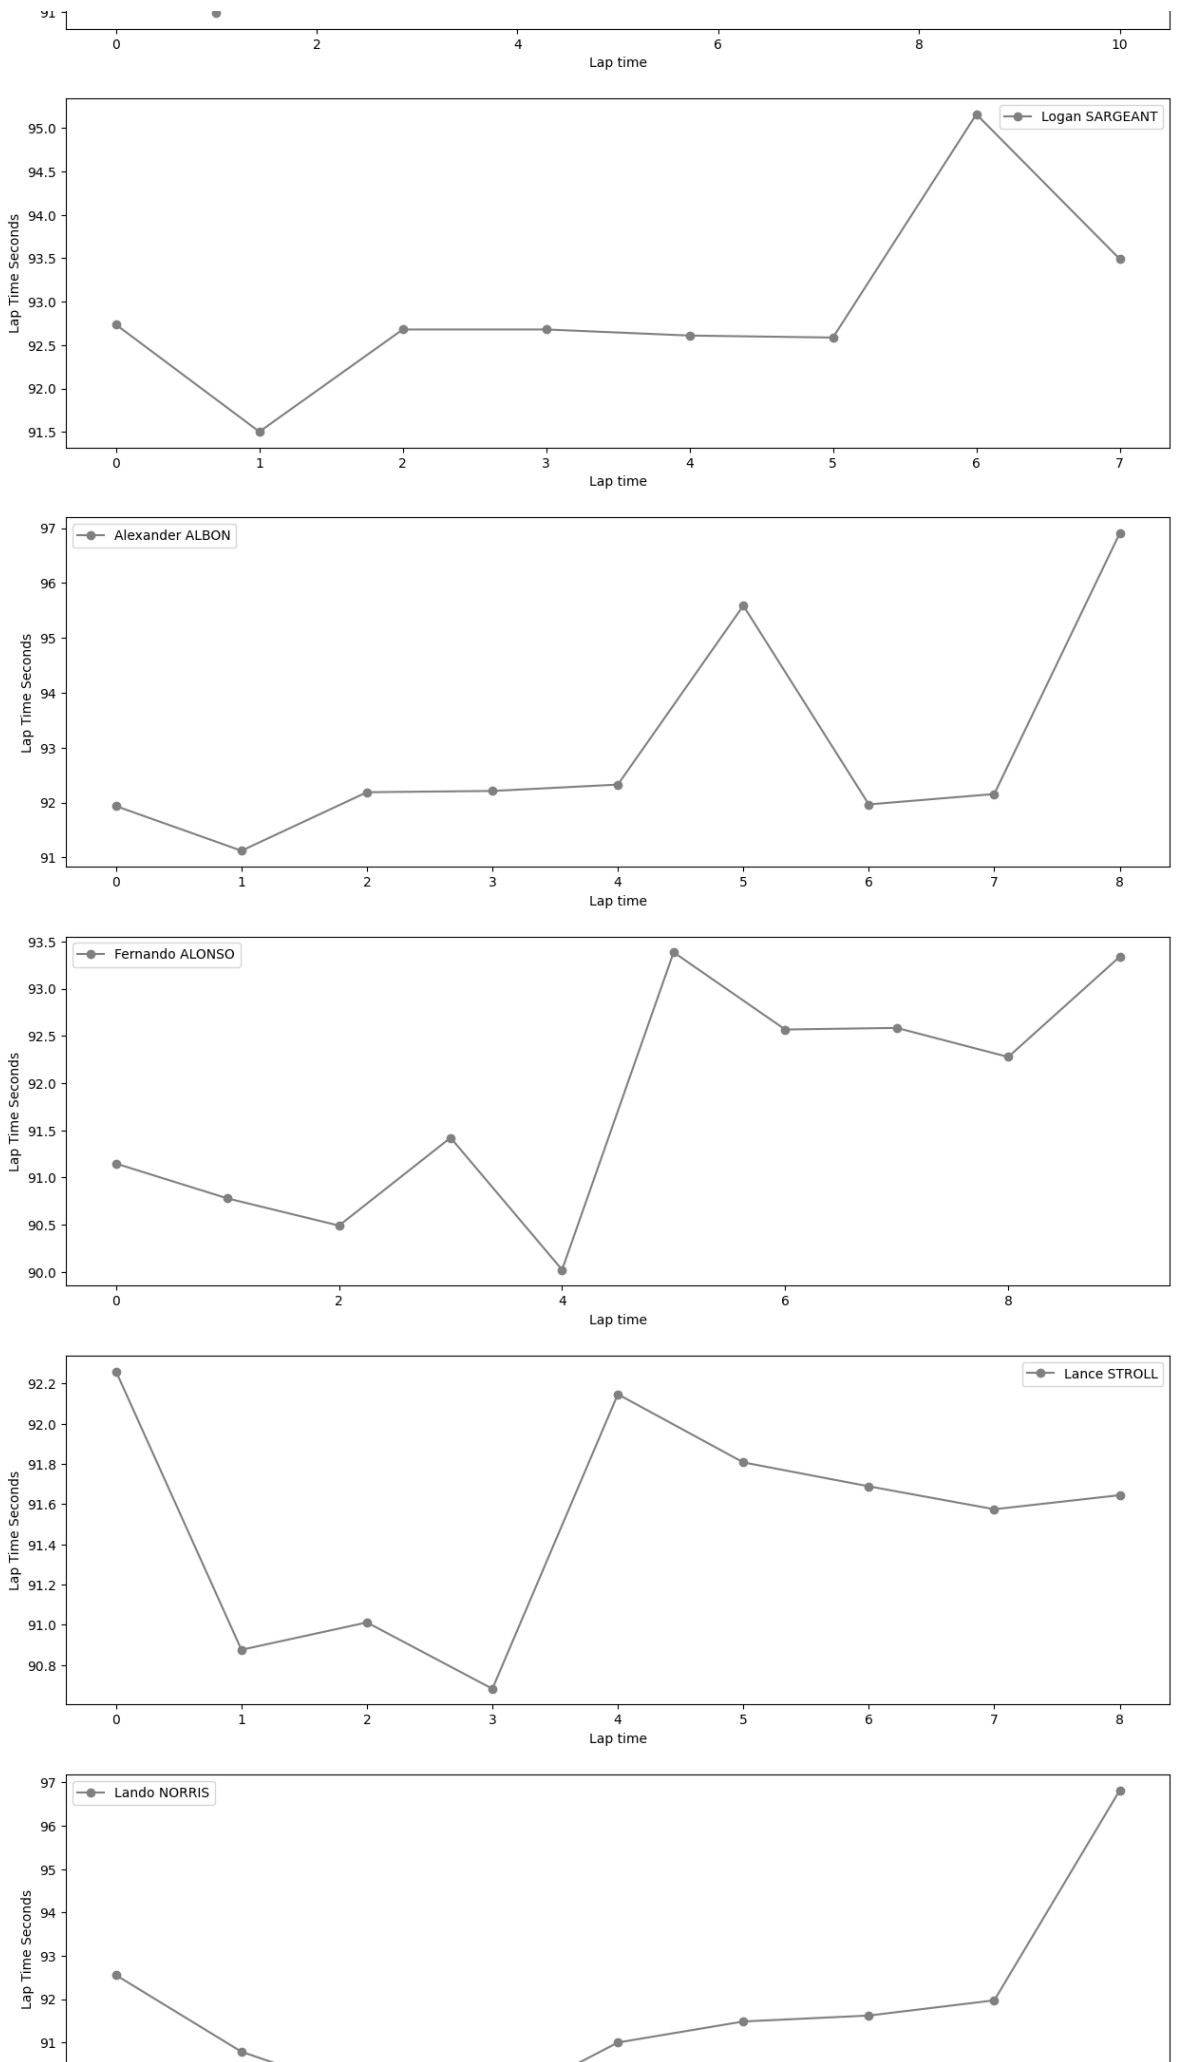 91
0 2 4 6 8 10
Lap time
Logan SARGEANT
Lap Time Seconds
95.0
94.5
94.0
93.5
93.0
92.5
92.0
91.5
0 1 2 3 4 5 6 7
Lap time
Alexander ALBON
Lap Time Seconds
97
96
95
94
93
92
91
0 1 2 3 4 5 6 7 8
Lap time
Fernando ALONSO
Lap Time Seconds
93.5
93.0
92.5
92.0
91.5
91.0
90.5
90.0
0 2 4 6 8
Lap time
Lance STROLL
Lap Time Seconds
92.2
92.0
91.8
91.6
91.4
91.2
91.0
90.8
0 1 2 3 4 5 6 7 8
Lap time
Lando NORRIS
Lap Time Seconds
97
96
95
94
93
92
91